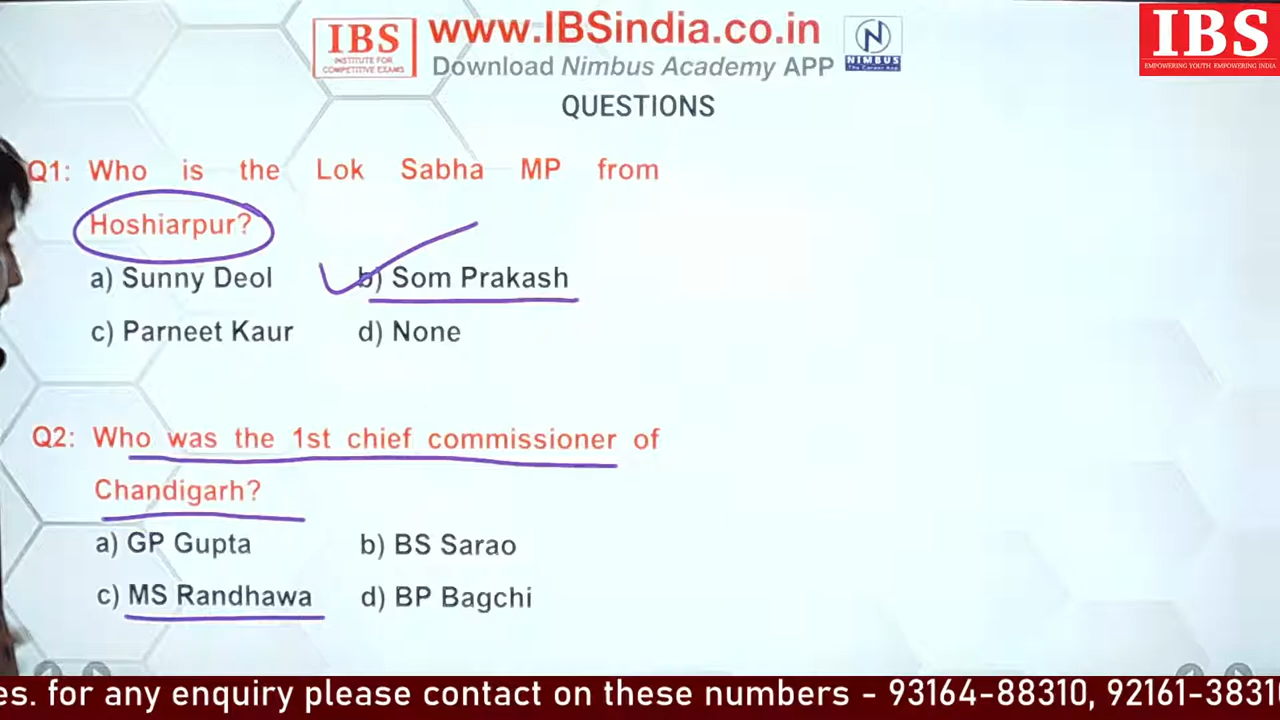 IBS
INSTITUTE FOR
COMPETITIVE EXAMS
www.IBSindia.co.in
Download Nimbus Academy APP
N
NIMBUS
The Career App
IBS
EMPOWERING YOUTH EMPOWERING INDIA
QUESTIONS
Q1: Who is the Lok Sabha MP from
Hoshiarpur?
a) Sunny Deol b) Som Prakash
c) Parneet Kaur d) None
Q2: Who was the 1st chief commissioner of
Chandigarh?
a) GP Gupta b) BS Sarao
c) MS Randhawa d) BP Bagchi
es. for any enquiry please contact on these numbers - 93164-88310, 92161-3831